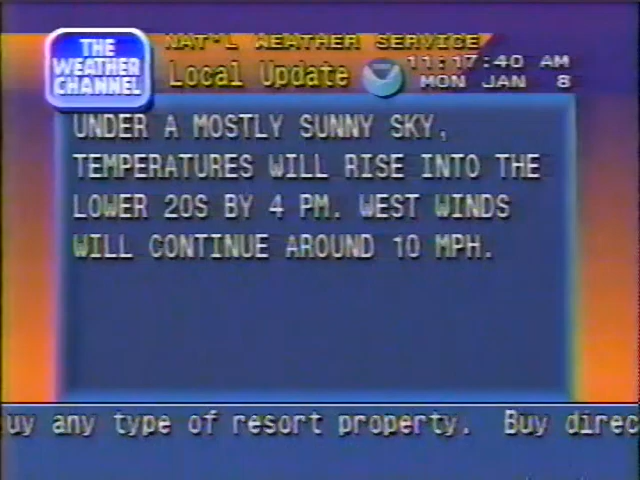 THE
WEATHER
CHANNEL
NAT'L WEATHER SERVICE
Local Update
11:17:40 AM
MON JAN 8
UNDER A MOSTLY SUNNY SKY,
TEMPERATURES WILL RISE INTO THE
LOWER 20S BY 4 PM. WEST WINDS
WILL CONTINUE AROUND 10 MPH.
uy any type of resort property. Buy direc